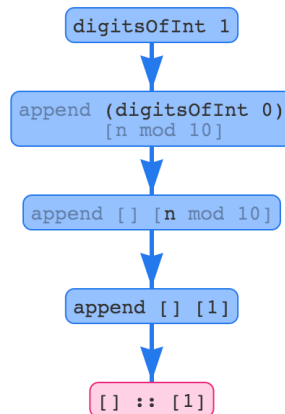 digitsOfInt 1
append (digitsOfInt 0)
[n mod 10]
append [] [n mod 10]
append [] [1]
[] :: [1]